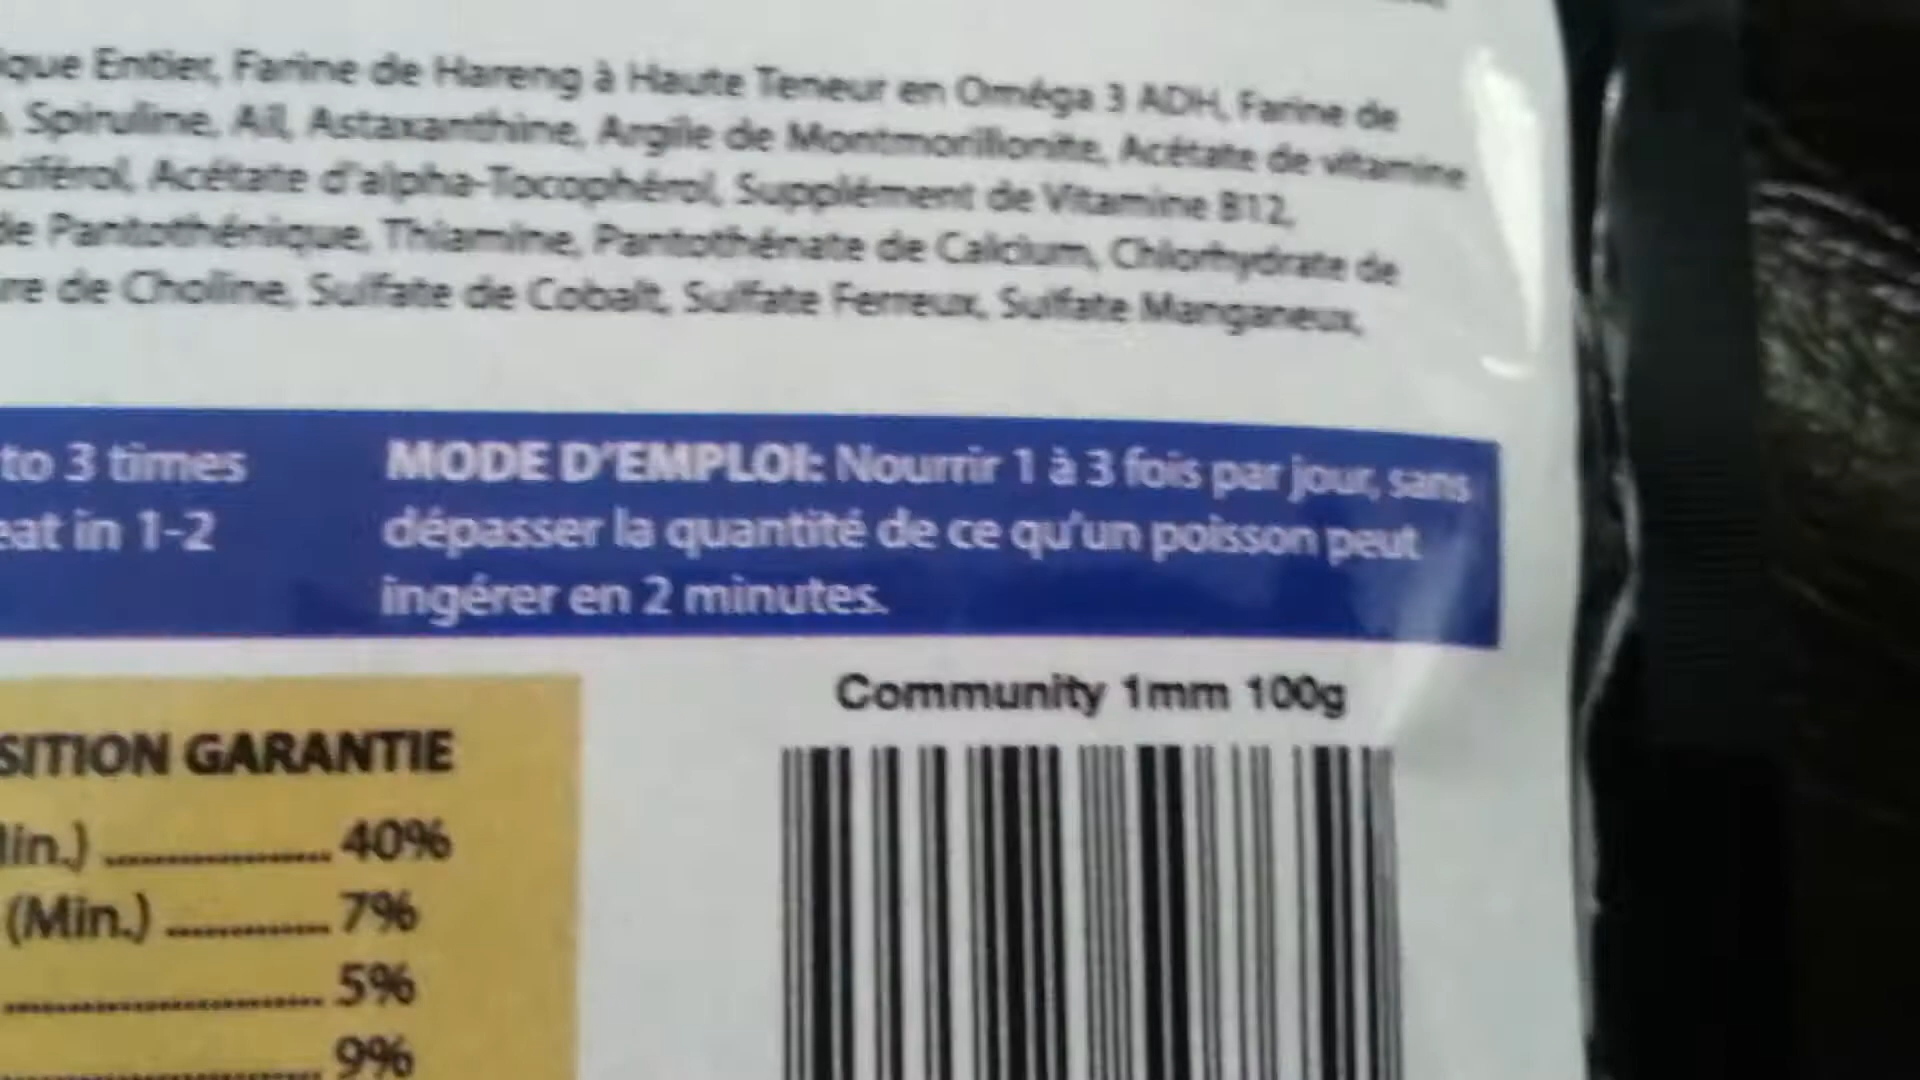 ique Entier, Farine de Hareng à Haute Teneur en Oméga 3 ADH, Farine de
, Spiruline, Ail, Astaxanthine, Argile de Montmorillonite, Acétate de vitamine
ciférol, Acétate d'alpha-Tocophérol, Supplément de Vitamine B12,
de Pantothénique, Thiamine, Pantothénate de Calcium, Chlorhydrate de
re de Choline, Sulfate de Cobalt, Sulfate Ferreux, Sulfate Manganeux,
to 3 times
eat in 1-2
MODE D'EMPLOI: Nourrir 1 à 3 fois par jour, sans
dépasser la quantité de ce qu'un poisson peut
ingérer en 2 minutes.
Community 1mm 100g
SITION GARANTIE
lin.) .................. 40%
(Min.) ............. 7%
......................... 5%
......................... 9%